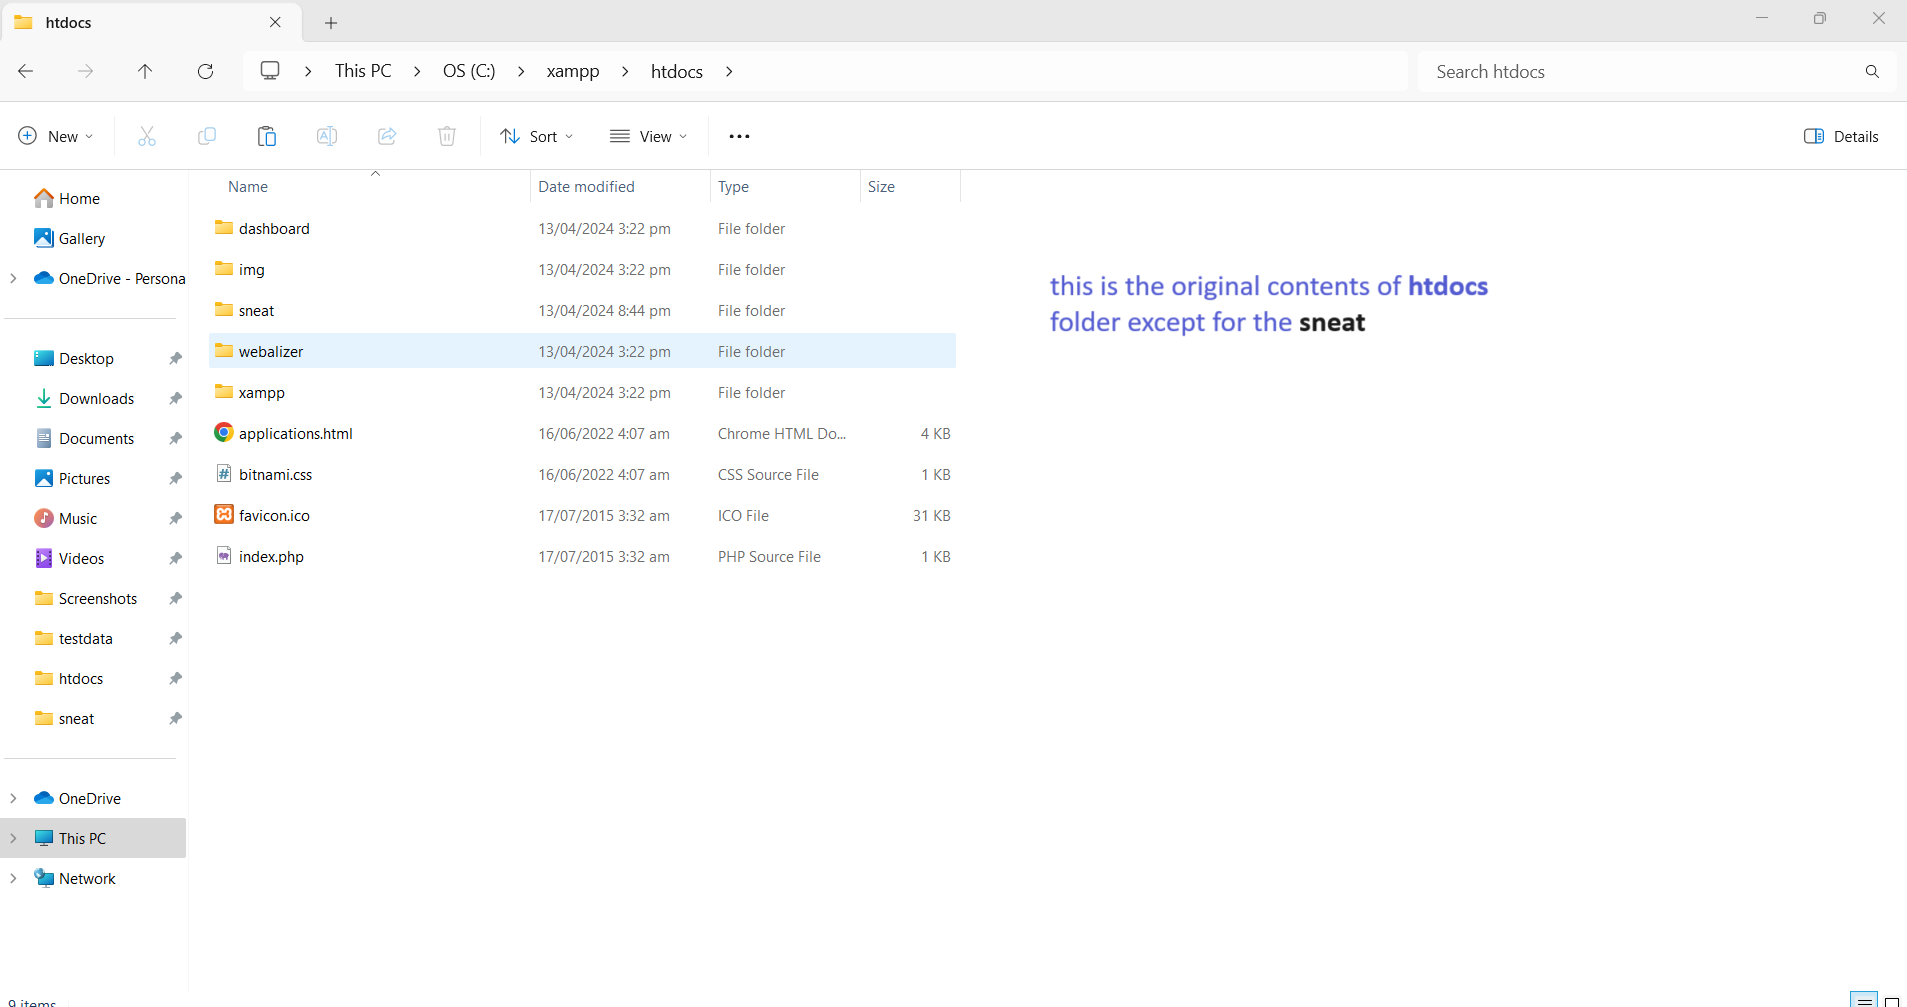 htdocs
This PC > OS (C:) > xampp > htdocs >
Search htdocs
New
Sort
View
Details
Name Date modified Type Size
Home
Gallery
OneDrive - Persona
Desktop
Downloads
Documents
Pictures
Music
Videos
Screenshots
testdata
htdocs
sneat
OneDrive
This PC
Network
dashboard 13/04/2024 3:22 pm File folder
img 13/04/2024 3:22 pm File folder
sneat 13/04/2024 8:44 pm File folder
webalizer 13/04/2024 3:22 pm File folder
xampp 13/04/2024 3:22 pm File folder
applications.html 16/06/2022 4:07 am Chrome HTML Do... 4 KB
bitnami.css 16/06/2022 4:07 am CSS Source File 1 KB
favicon.ico 17/07/2015 3:32 am ICO File 31 KB
index.php 17/07/2015 3:32 am PHP Source File 1 KB
this is the original contents of htdocs
folder except for the sneat
9 items